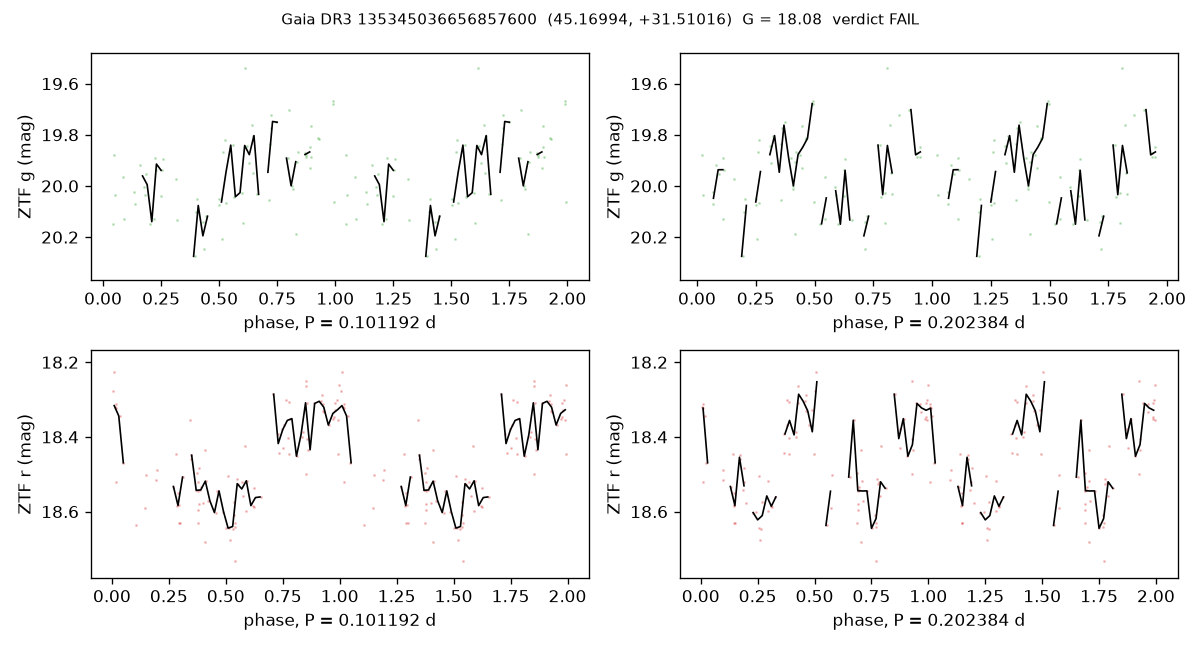 Gaia DR3 135345036656857600  (45.16994, +31.51016)  G = 18.08  verdict FAIL
ZTF g (mag)
19.6
19.8
20.0
20.2
0.00 0.25 0.50 0.75 1.00 1.25 1.50 1.75 2.00
phase, P = 0.101192 d
ZTF g (mag)
19.6
19.8
20.0
20.2
0.00 0.25 0.50 0.75 1.00 1.25 1.50 1.75 2.00
phase, P = 0.202384 d
ZTF r (mag)
18.2
18.4
18.6
0.00 0.25 0.50 0.75 1.00 1.25 1.50 1.75 2.00
phase, P = 0.101192 d
ZTF r (mag)
18.2
18.4
18.6
0.00 0.25 0.50 0.75 1.00 1.25 1.50 1.75 2.00
phase, P = 0.202384 d